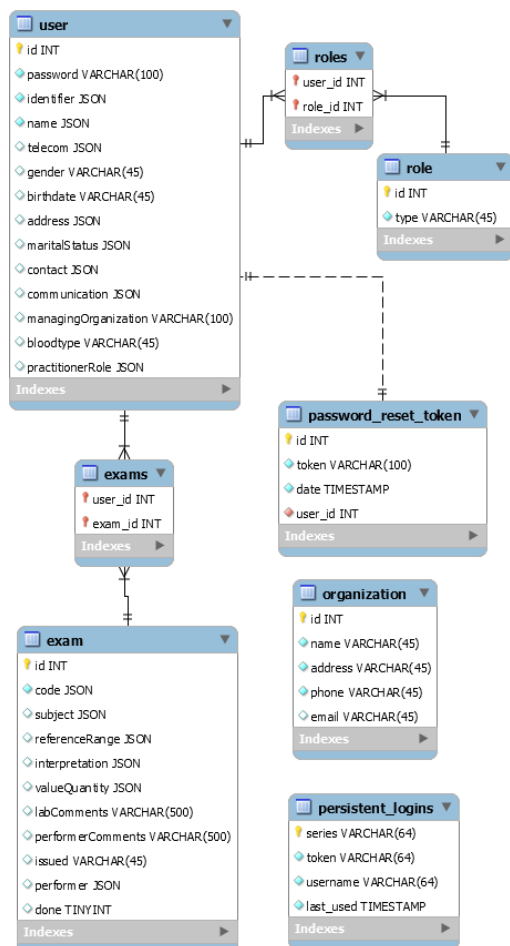 user
id INT
password VARCHAR(100)
identifier JSON
name JSON
telecom JSON
gender VARCHAR(45)
birthdate VARCHAR(45)
address JSON
maritalStatus JSON
contact JSON
communication JSON
managingOrganization VARCHAR(100)
bloodtype VARCHAR(45)
practitionerRole JSON
Indexes
roles
user_id INT
role_id INT
Indexes
role
id INT
type VARCHAR(45)
Indexes
password_reset_token
id INT
token VARCHAR(100)
date TIMESTAMP
user_id INT
Indexes
exams
user_id INT
exam_id INT
Indexes
organization
id INT
name VARCHAR(45)
address VARCHAR(45)
phone VARCHAR(45)
email VARCHAR(45)
Indexes
exam
id INT
code JSON
subject JSON
referenceRange JSON
interpretation JSON
valueQuantity JSON
labComments VARCHAR(500)
performerComments VARCHAR(500)
issued VARCHAR(45)
performer JSON
done TINYINT
Indexes
persistent_logins
series VARCHAR(64)
token VARCHAR(64)
username VARCHAR(64)
last_used TIMESTAMP
Indexes